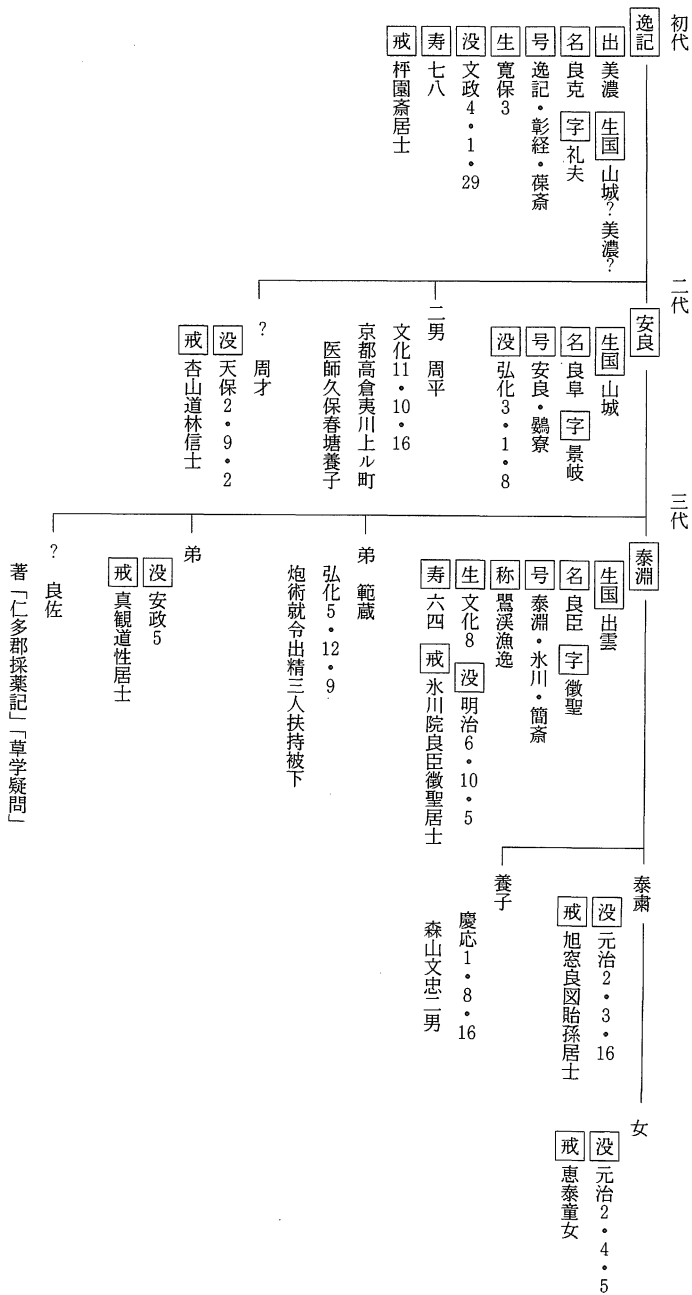 初代
逸記
出 美濃 生国 山城?美濃?
名 良克 字 礼夫
号 逸記・彰経・葆斎
生 寛保3
没 文政4・1・29
寿 七八
戒 枰園斎居士
二代
安良
生国 山城
名 良阜 字 景岐
号 安良・鷃寮
没 弘化3・1・8
二男 周平
文化11・10・16
京都高倉夷川上ル町
医師久保春塘養子
? 周才
没 天保2・9・2
戒 杏山道林信士
三代
泰淵
生国 出雲
名 良臣 字 徴聖
号 泰淵・氷川・簡斎
称 鷺溪漁逸
生 文化8 没 明治6・10・5
寿 六四 戒 氷川院良臣徴聖居士
弟 範蔵
弘化5・12・9
炮術就令出精三人扶持被下
弟
没 安政5
戒 真観道性居士
? 良佐
著「仁多郡採薬記」「草学疑問」
泰粛
没 元治2・3・16
戒 旭窓良図貽孫居士
養子
慶応1・8・16
森山文忠二男
女
没 元治2・4・5
戒 恵泰童女